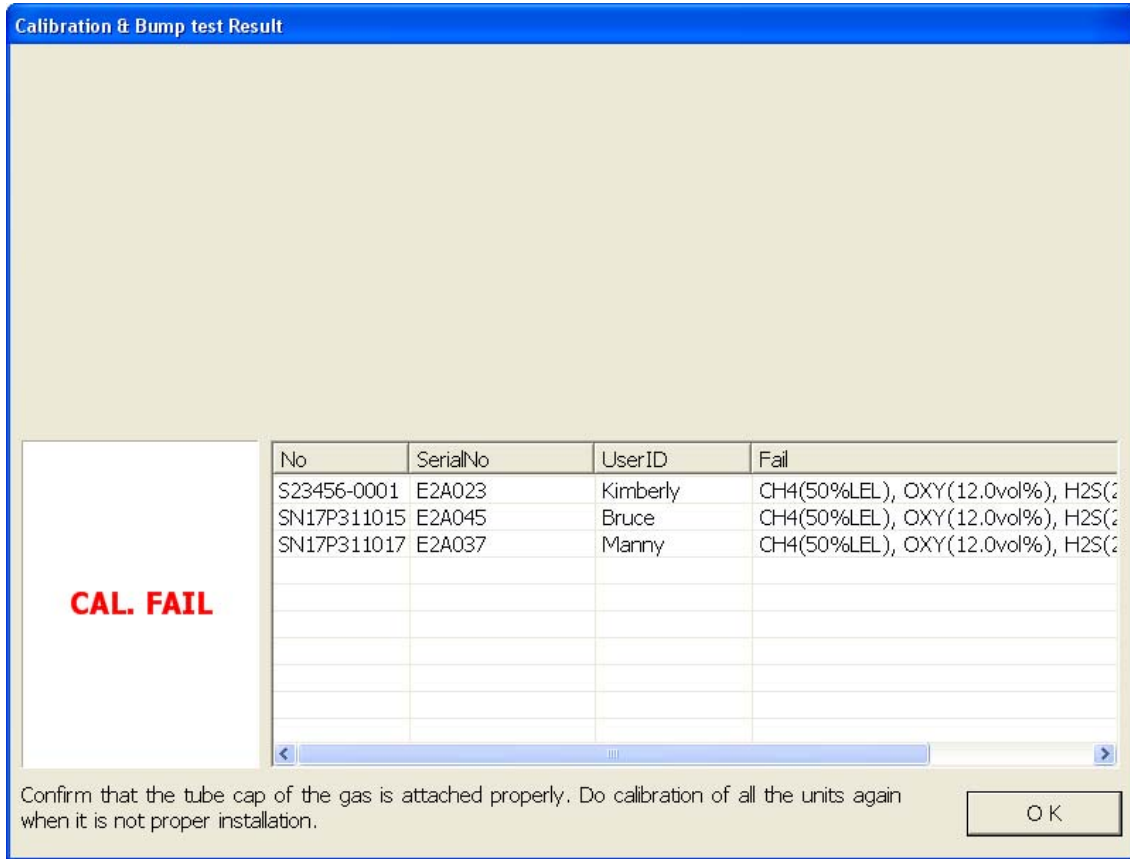 Calibration & Bump test Result
No SerialNo UserID Fail
S23456-0001 E2A023 Kimberly CH4(50%LEL), OXY(12.0vol%), H2S(2
SN17P311015 E2A045 Bruce CH4(50%LEL), OXY(12.0vol%), H2S(2
SN17P311017 E2A037 Manny CH4(50%LEL), OXY(12.0vol%), H2S(2
CAL. FAIL
Confirm that the tube cap of the gas is attached properly. Do calibration of all the units again
when it is not proper installation.
OK